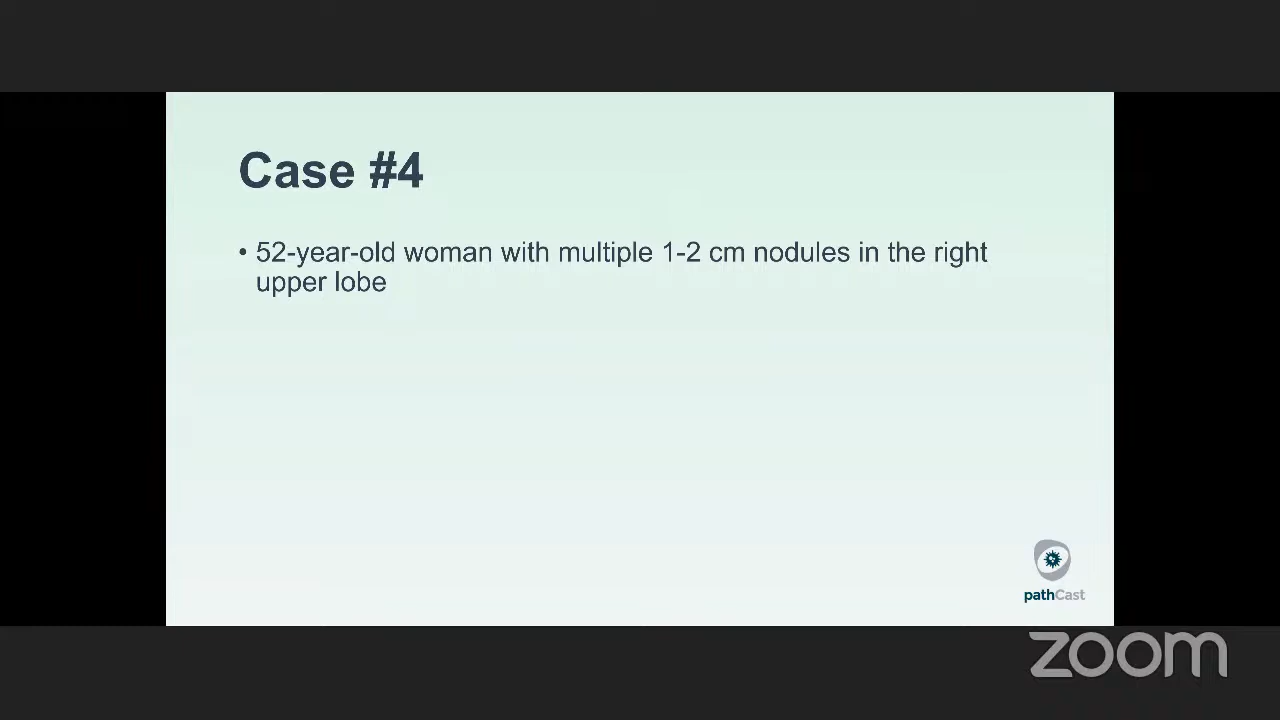 Case #4
• 52-year-old woman with multiple 1-2 cm nodules in the right
upper lobe
pathCast
zoom